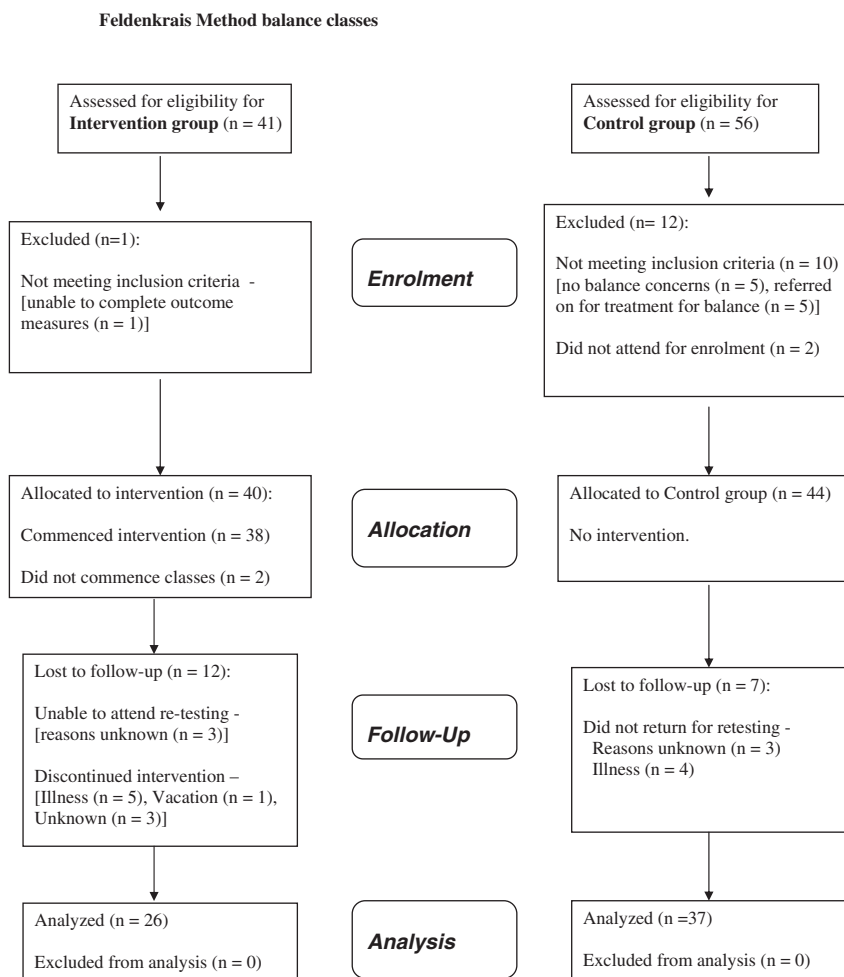 Feldenkrais Method balance classes
Assessed for eligibility for
Intervention group (n = 41)
Assessed for eligibility for
Control group (n = 56)
Excluded (n=1):
Not meeting inclusion criteria -
[unable to complete outcome
measures (n = 1)]
Enrolment
Excluded (n= 12):
Not meeting inclusion criteria (n = 10)
[no balance concerns (n = 5), referred
on for treatment for balance (n = 5)]
Did not attend for enrolment (n = 2)
Allocated to intervention (n = 40):
Commenced intervention (n = 38)
Did not commence classes (n = 2)
Allocation
Allocated to Control group (n = 44)
No intervention.
Lost to follow-up (n = 12):
Unable to attend re-testing -
[reasons unknown (n = 3)]
Discontinued intervention –
[Illness (n = 5), Vacation (n = 1),
Unknown (n = 3)]
Follow-Up
Lost to follow-up (n = 7):
Did not return for retesting -
Reasons unknown (n = 3)
Illness (n = 4)
Analyzed (n = 26)
Excluded from analysis (n = 0)
Analysis
Analyzed (n =37)
Excluded from analysis (n = 0)